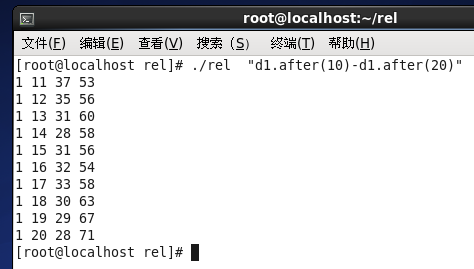 root@localhost:~/rel
文件(F) 编辑(E) 查看(V) 搜索 (S) 终端(T) 帮助(H)
[root@localhost rel]# ./rel  "d1.after(10)-d1.after(20)"
1 11 37 53
1 12 35 56
1 13 31 60
1 14 28 58
1 15 31 56
1 16 32 54
1 17 33 58
1 18 30 63
1 19 29 67
1 20 28 71
[root@localhost rel]#